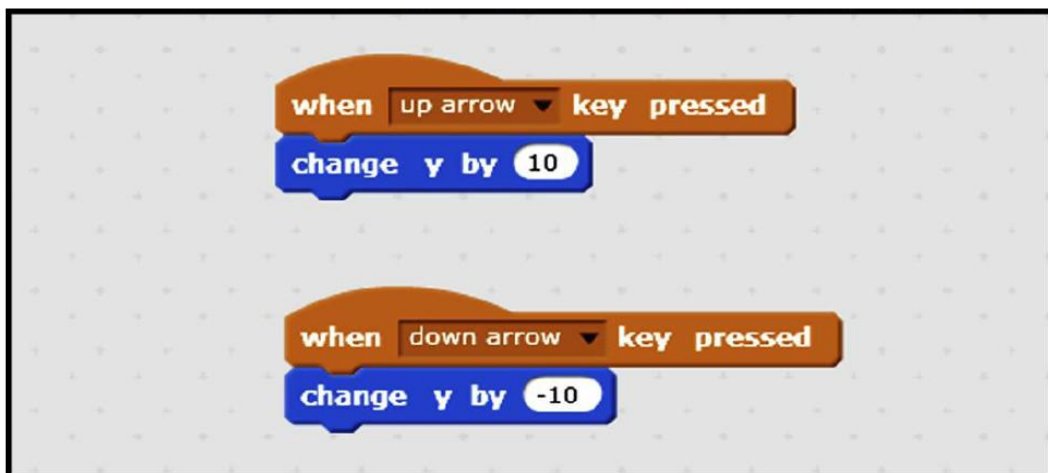 when up arrow key pressed
change y by 10
when down arrow key pressed
change y by -10